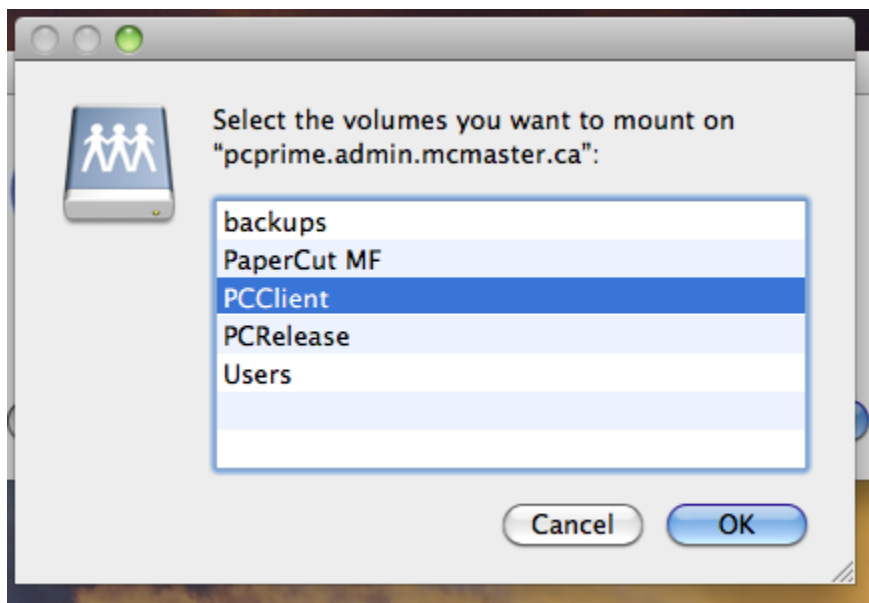 Select the volumes you want to mount on
“pcprime.admin.mcmaster.ca”:
backups
PaperCut MF
PCClient
PCRelease
Users
Cancel
OK